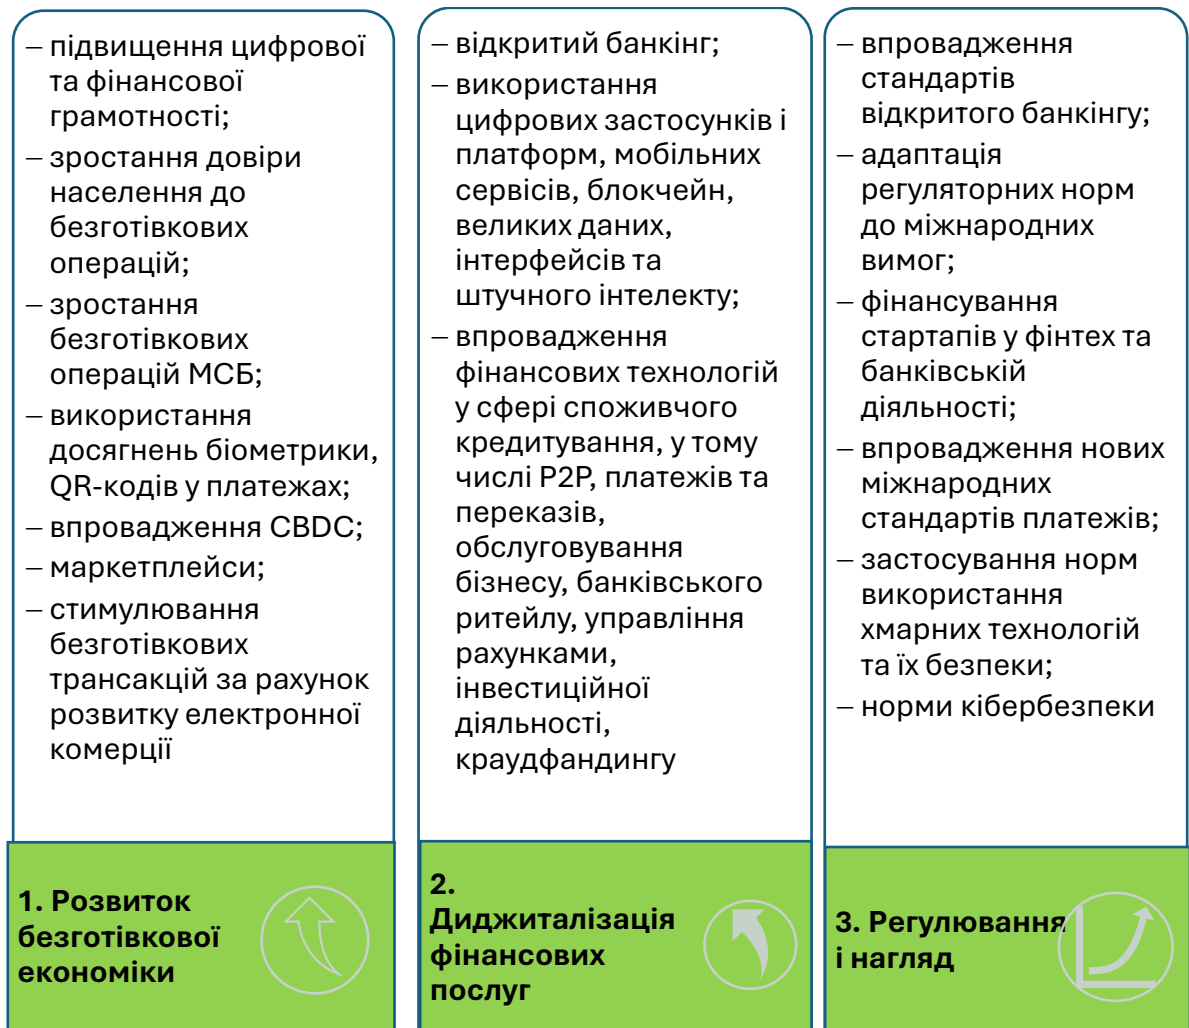 – підвищення цифрової
та фінансової
грамотності;
– зростання довіри
населення до
безготівкових
операцій;
– зростання
безготівкових
операцій МСБ;
– використання
досягнень біометрики,
QR-кодів у платежах;
– впровадження CBDC;
– маркетплейси;
– стимулювання
безготівкових
трансакцій за рахунок
розвитку електронної
комерції
1. Розвиток
безготівкової
економіки
– відкритий банкінг;
– використання
цифрових застосунків і
платформ, мобільних
сервісів, блокчейн,
великих даних,
інтерфейсів та
штучного інтелекту;
– впровадження
фінансових технологій
у сфері споживчого
кредитування, у тому
числі P2P, платежів та
переказів,
обслуговування
бізнесу, банківського
ритейлу, управління
рахунками,
інвестиційної
діяльності,
краудфандингу
2.
Диджиталізація
фінансових
послуг
– впровадження
стандартів
відкритого банкінгу;
– адаптація
регуляторних норм
до міжнародних
вимог;
– фінансування
стартапів у фінтех та
банківській
діяльності;
– впровадження нових
міжнародних
стандартів платежів;
– застосування норм
використання
хмарних технологій
та їх безпеки;
– норми кібербезпеки
3. Регулювання
і нагляд